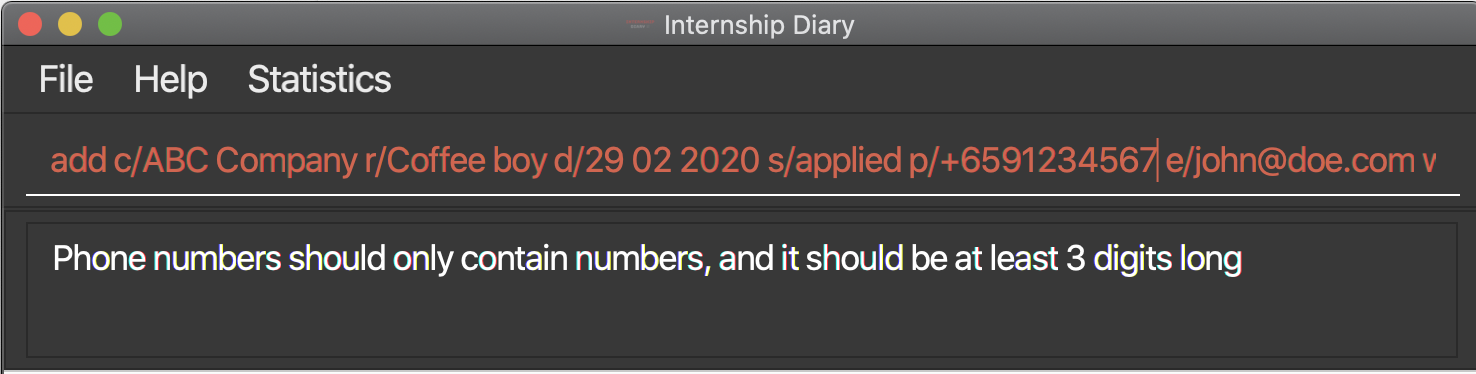 Internship Diary
File Help Statistics
add c/ABC Company r/Coffee boy d/29 02 2020 s/applied p/+6591234567 e/john@doe.com
Phone numbers should only contain numbers, and it should be at least 3 digits long